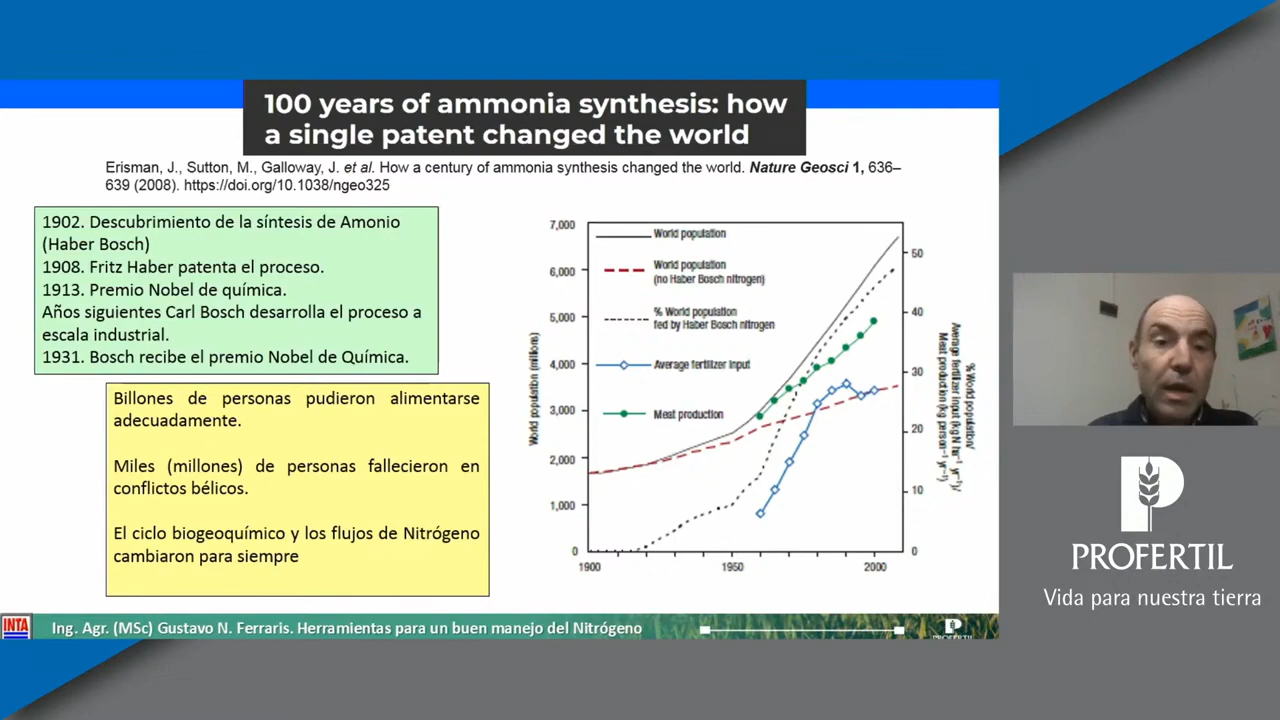 100 years of ammonia synthesis: how
a single patent changed the world
Erisman, J., Sutton, M., Galloway, J. et al. How a century of ammonia synthesis changed the world. Nature Geosci 1, 636–
639 (2008). https://doi.org/10.1038/ngeo325
1902. Descubrimiento de la síntesis de Amonio
(Haber Bosch)
1908. Fritz Haber patenta el proceso.
1913. Premio Nobel de química.
Años siguientes Carl Bosch desarrolla el proceso a
escala industrial.
1931. Bosch recibe el premio Nobel de Química.
Billones de personas pudieron alimentarse
adecuadamente.
Miles (millones) de personas fallecieron en
conflictos bélicos.
El ciclo biogeoquímico y los flujos de Nitrógeno
cambiaron para siempre
World population (millions)
7,000
6,000
5,000
4,000
3,000
2,000
1,000
0
World population
World population
(no Haber Bosch nitrogen)
% World population
fed by Haber Bosch nitrogen
Average fertilizer input
Meat production
1900
1950
2000
50
40
30
20
10
0
% World population/
Average fertilizer input (kg N ha⁻¹ yr⁻¹)/
Meat production (kg person⁻¹ yr⁻¹)
PROFERTIL
Vida para nuestra tierra
INTA
Ing. Agr. (MSc) Gustavo N. Ferraris. Herramientas para un buen manejo del Nitrógeno
PROFERTIL